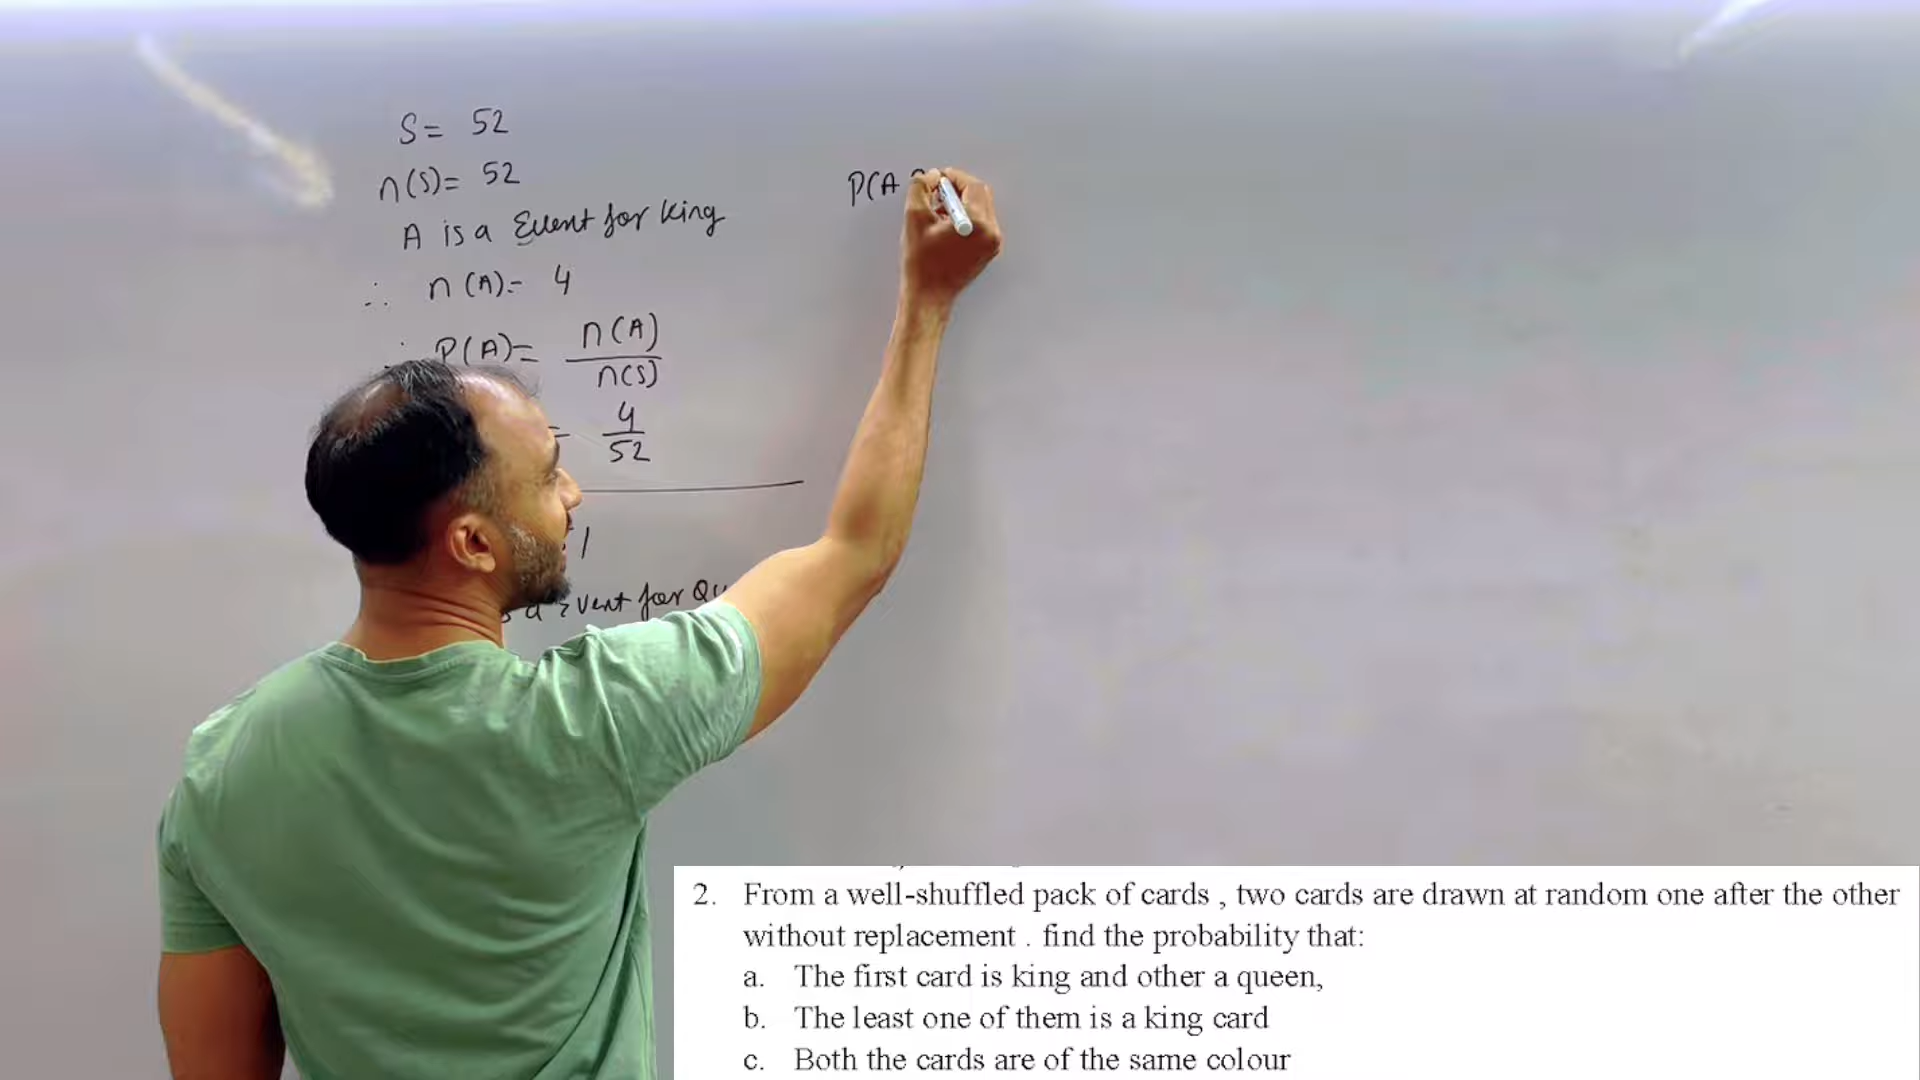 S = 52
n(S) = 52
A is a Event for king
∴ n(A) = 4
∴ P(A) = n(A) / n(S)
= 4 / 52
1
Event for
P(A
2. From a well-shuffled pack of cards , two cards are drawn at random one after the other
without replacement . find the probability that:
a. The first card is king and other a queen,
b. The least one of them is a king card
c. Both the cards are of the same colour